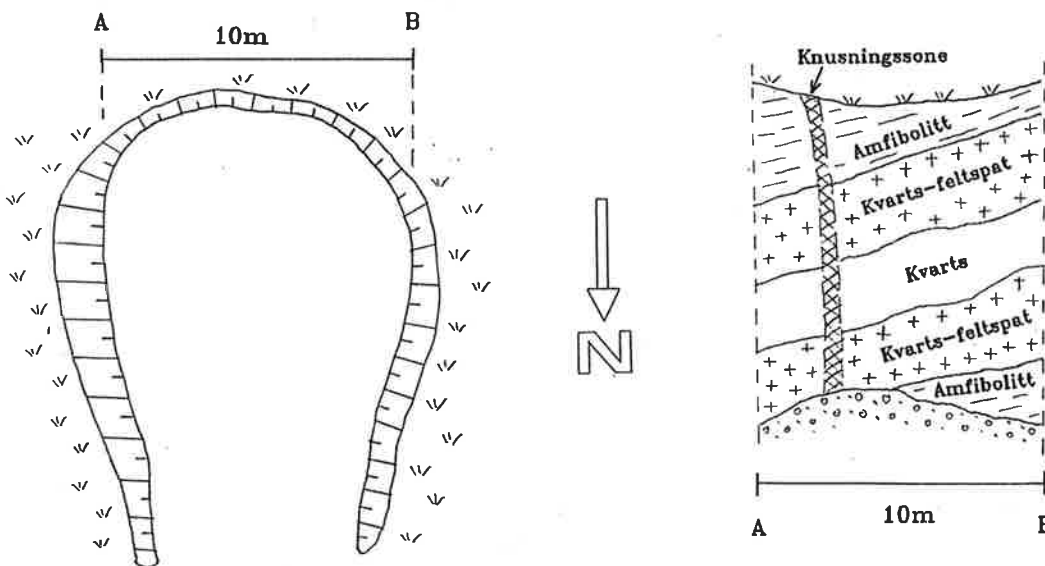 A B
10m
N
Knusningssone
Amfibolitt
Kvarts-feltspat
Kvarts
Kvarts-feltspat
Amfibolitt
10m
A